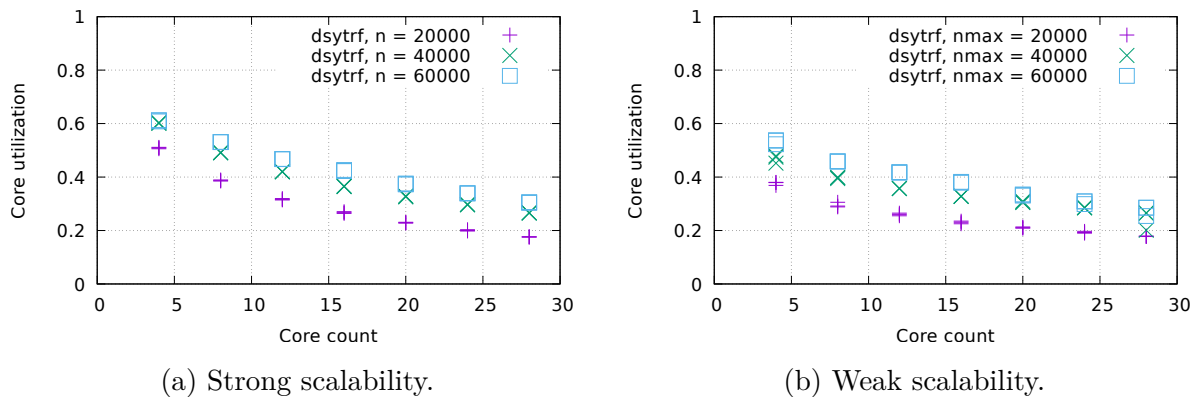 Core utilization
1
0.8
0.6
0.4
0.2
0
dsytrf, n = 20000
dsytrf, n = 40000
dsytrf, n = 60000
0 5 10 15 20 25 30
Core count
(a) Strong scalability.
Core utilization
1
0.8
0.6
0.4
0.2
0
dsytrf, nmax = 20000
dsytrf, nmax = 40000
dsytrf, nmax = 60000
0 5 10 15 20 25 30
Core count
(b) Weak scalability.